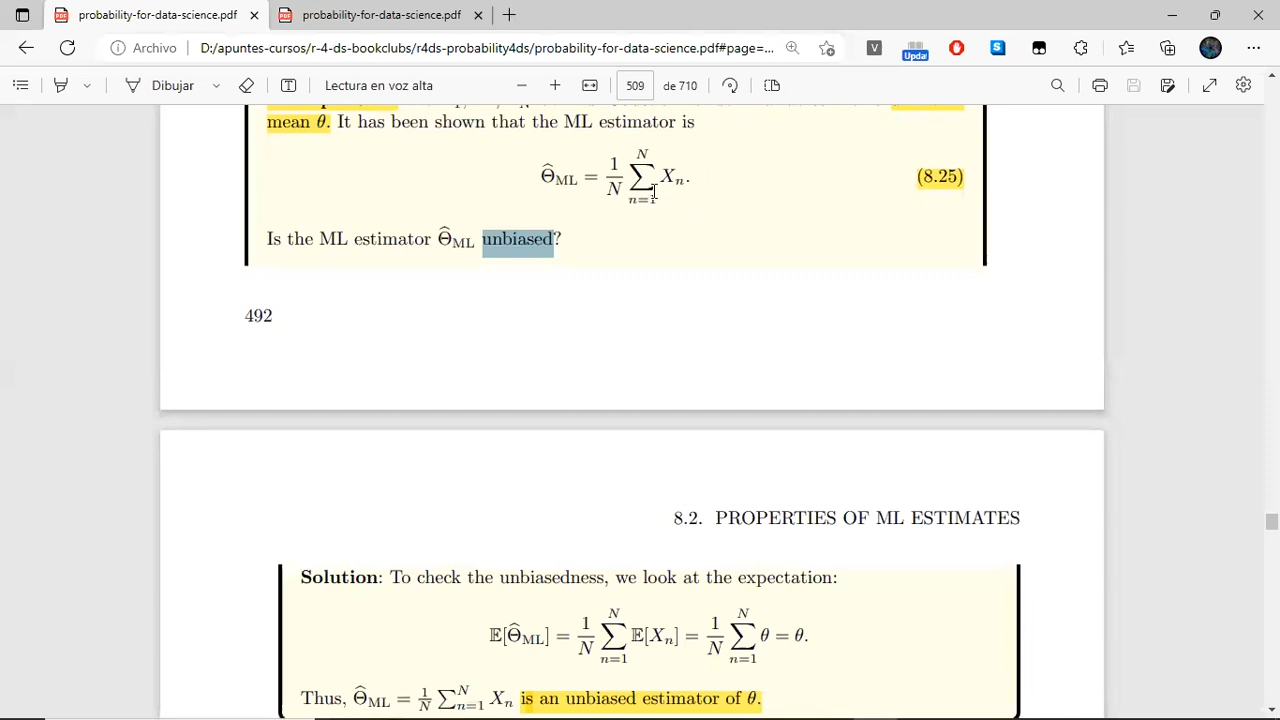 probability-for-data-science.pdf
probability-for-data-science.pdf
Archivo D:/apuntes-cursos/r-4-ds-bookclubs/r4ds-probability4ds/probability-for-data-science.pdf#page=...
V
Updat
S
Dibujar
Lectura en voz alta
509 de 710
mean θ. It has been shown that the ML estimator is
Θ̂_ML = 1/N ∑_{n=1}^{N} X_n. (8.25)
Is the ML estimator Θ̂_ML unbiased?
492
8.2. PROPERTIES OF ML ESTIMATES
Solution: To check the unbiasedness, we look at the expectation:
𝔼[Θ̂_ML] = 1/N ∑_{n=1}^{N} 𝔼[X_n] = 1/N ∑_{n=1}^{N} θ = θ.
Thus, Θ̂_ML = 1/N ∑_{n=1}^{N} X_n is an unbiased estimator of θ.